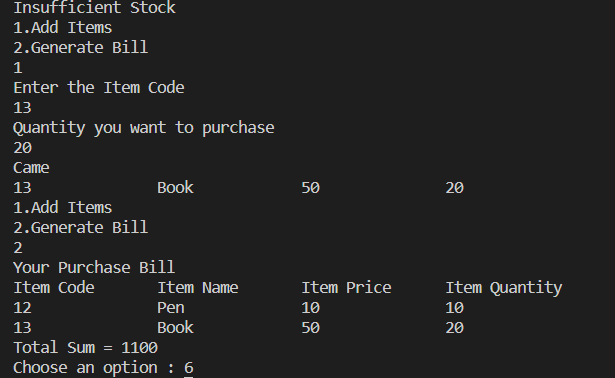 Insufficient Stock
1.Add Items
2.Generate Bill
1
Enter the Item Code
13
Quantity you want to purchase
20
Came
13 Book 50 20
1.Add Items
2.Generate Bill
2
Your Purchase Bill
Item Code Item Name Item Price Item Quantity
12 Pen 10 10
13 Book 50 20
Total Sum = 1100
Choose an option : 6